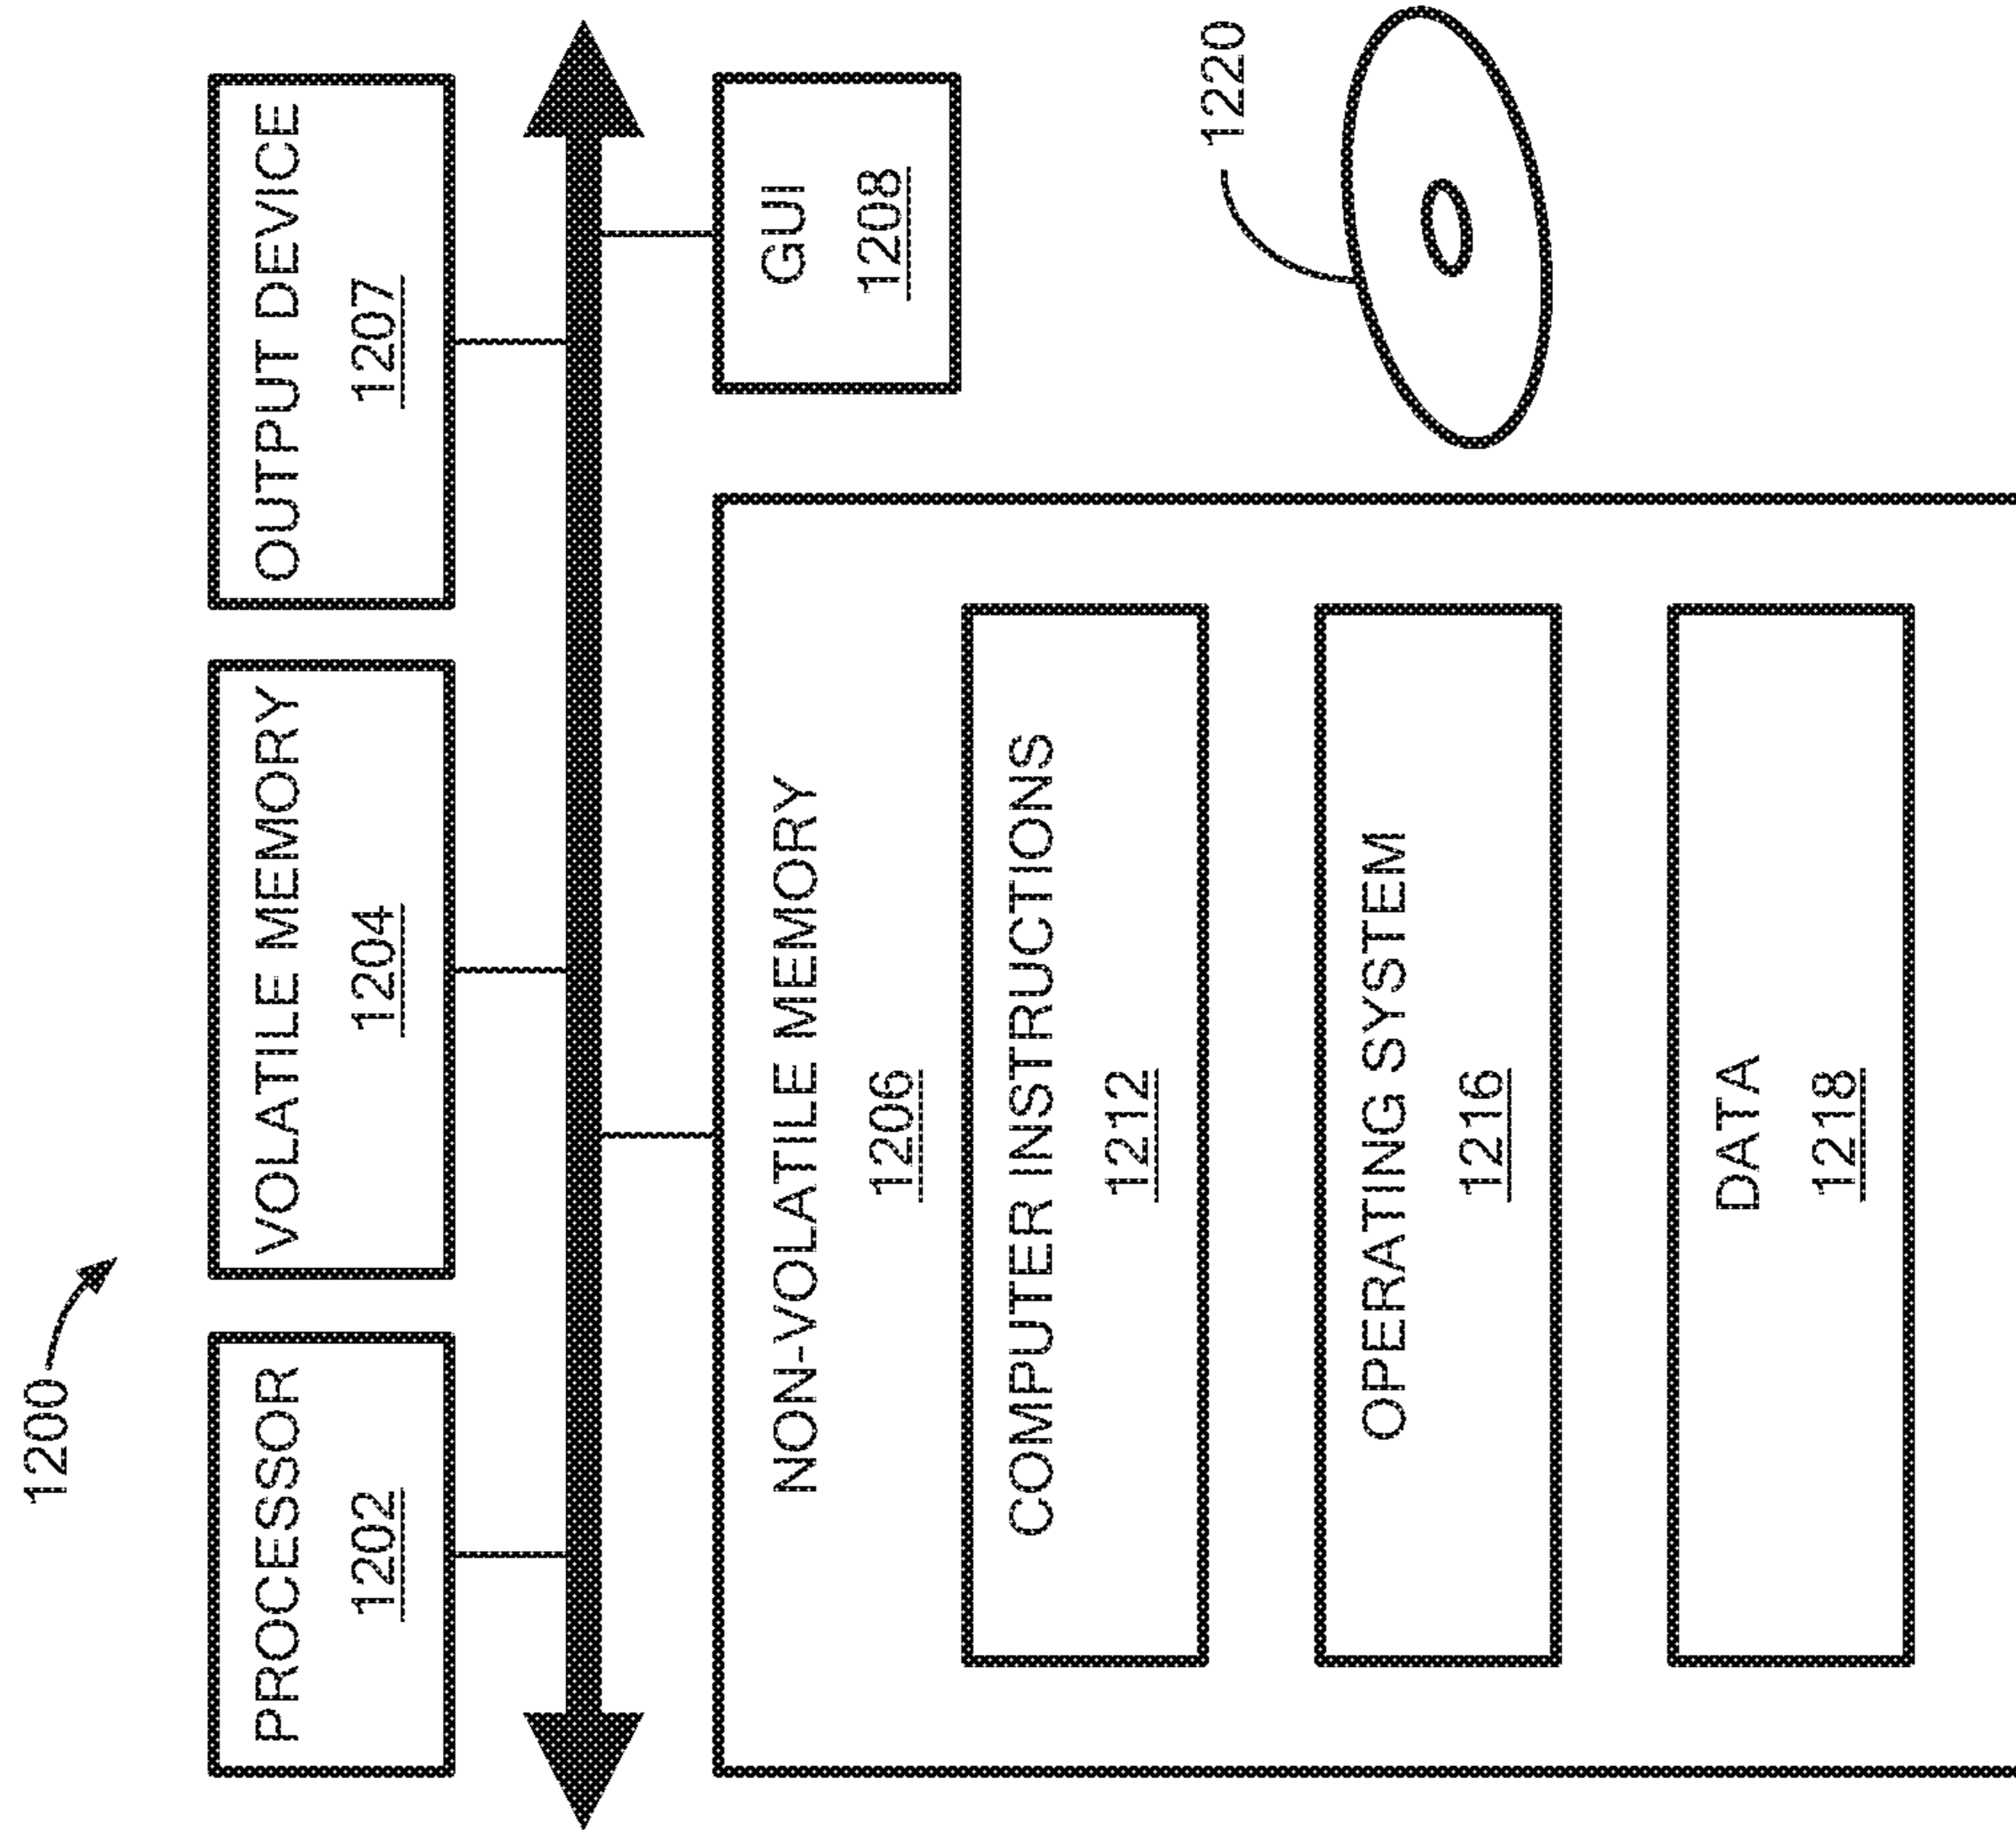 1200
PROCESSOR
1202
VOLATILE MEMORY
1204
OUTPUT DEVICE
1207
NON-VOLATILE MEMORY
1206
COMPUTER INSTRUCTIONS
1212
OPERATING SYSTEM
1216
DATA
1218
GUI
1208
1220